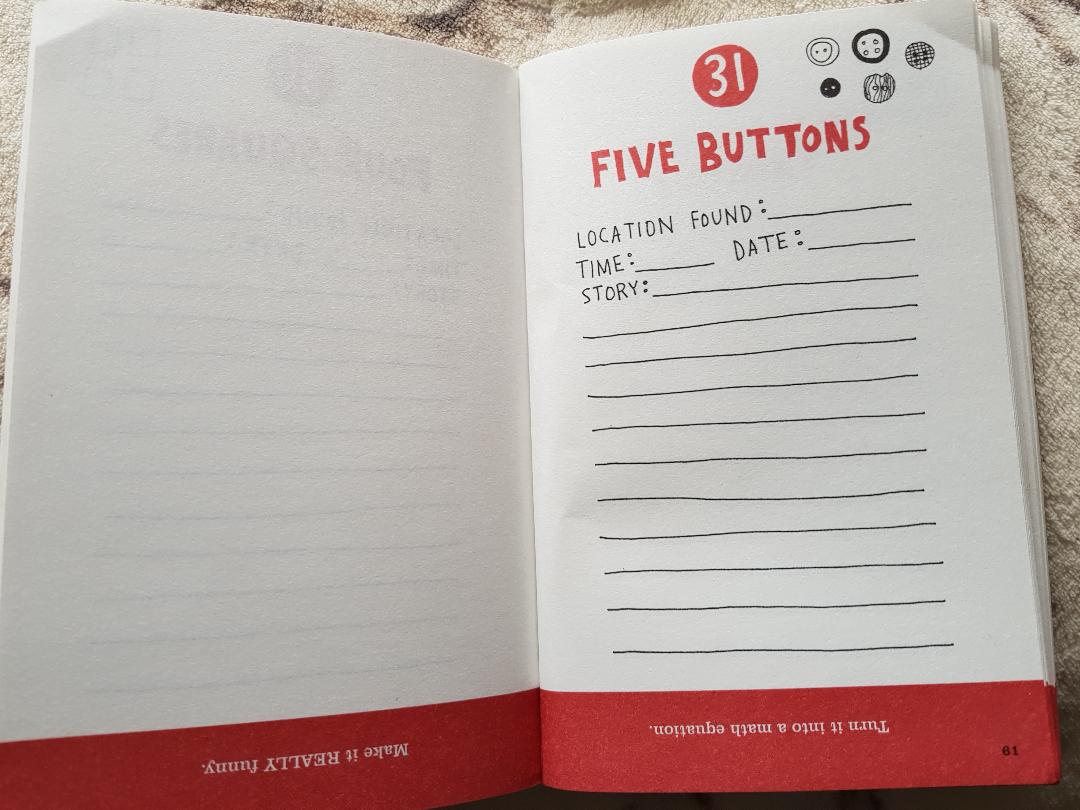 Make it REALLY funny.
31
FIVE BUTTONS
LOCATION FOUND:
TIME: DATE:
STORY:
Turn it into a math equation.
61